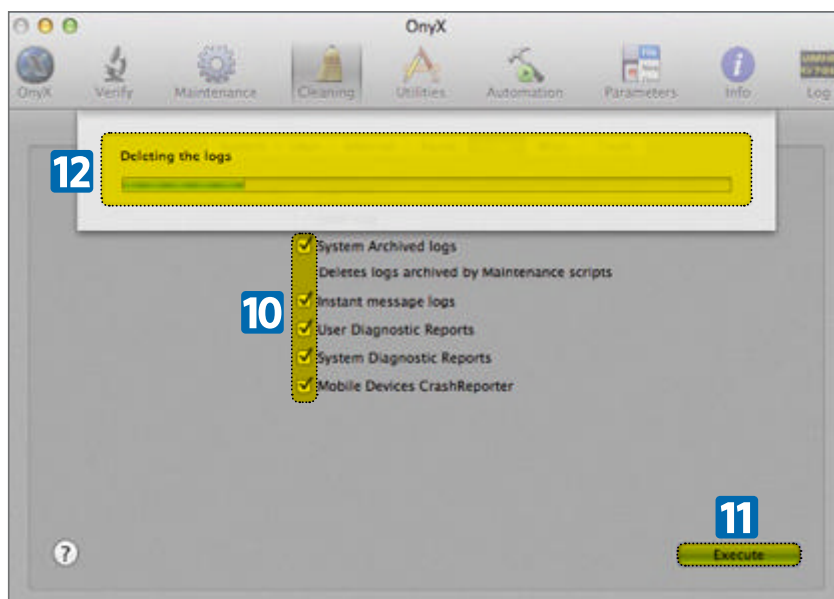 OnyX
OnyX Verify Maintenance Cleaning Utilities Automation Parameters Info Log
12
Deleting the logs
System Archived logs
Deletes logs archived by Maintenance scripts
10
Instant message logs
User Diagnostic Reports
System Diagnostic Reports
Mobile Devices CrashReporter
11
?
Execute